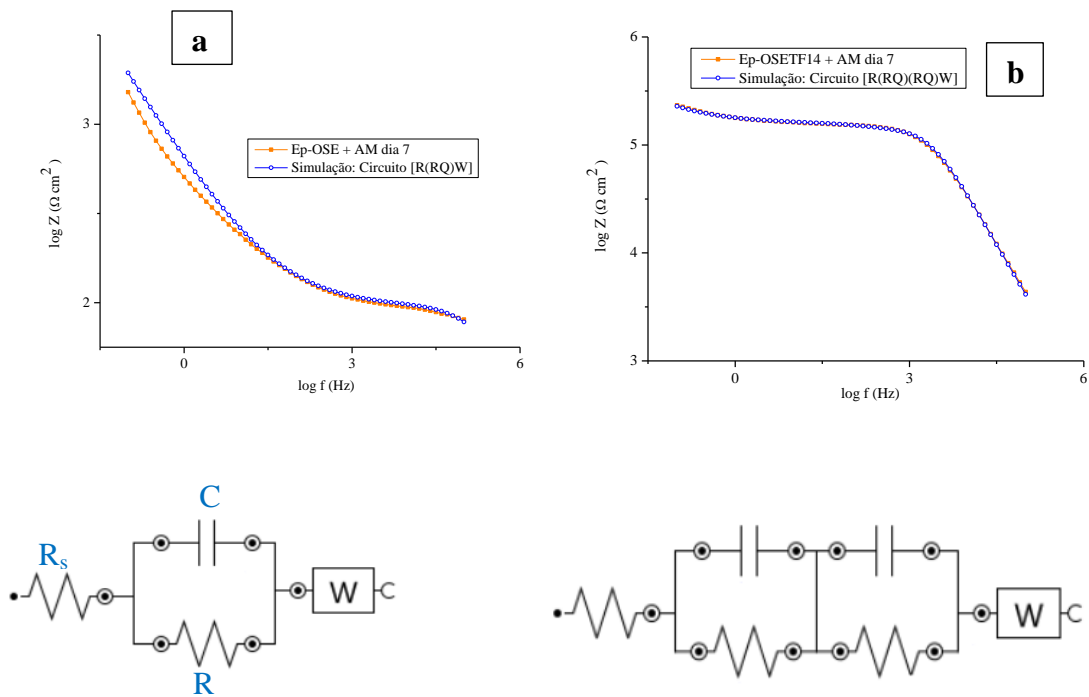 a
log Z (Ω cm²)
3
2
Ep-OSE + AM dia 7
Simulação: Circuito [R(RQ)W]
0
3
6
log f (Hz)
b
log Z (Ω cm²)
6
5
4
3
Ep-OSETF14 + AM dia 7
Simulação: Circuito [R(RQ)(RQ)W]
0
3
6
log f (Hz)
C
Rₛ
W
R
W